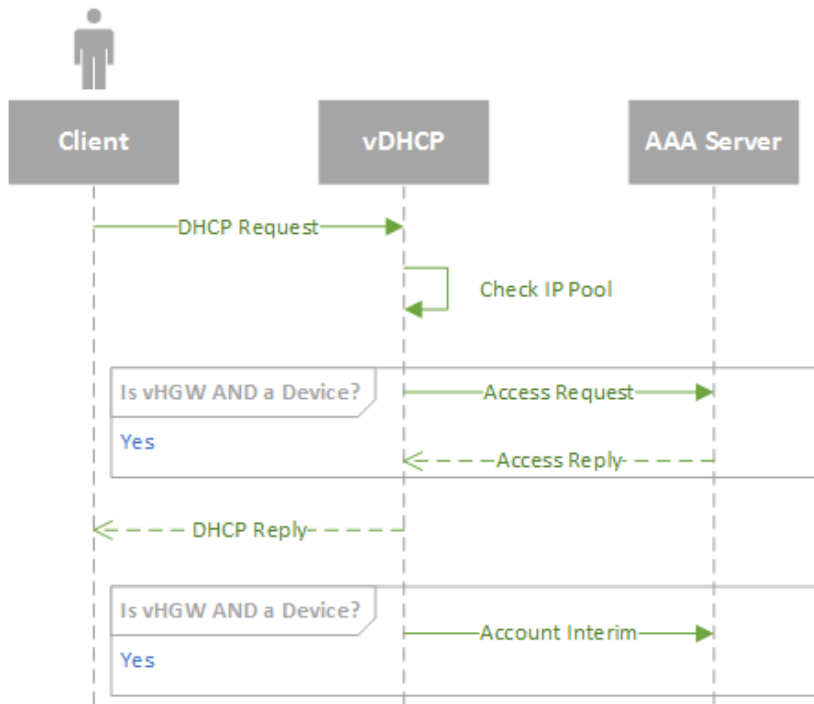 Client
vDHCP
AAA Server
DHCP Request
Check IP Pool
Is vHGW AND a Device?
Access Request
Yes
Access Reply
DHCP Reply
Is vHGW AND a Device?
Account Interim
Yes